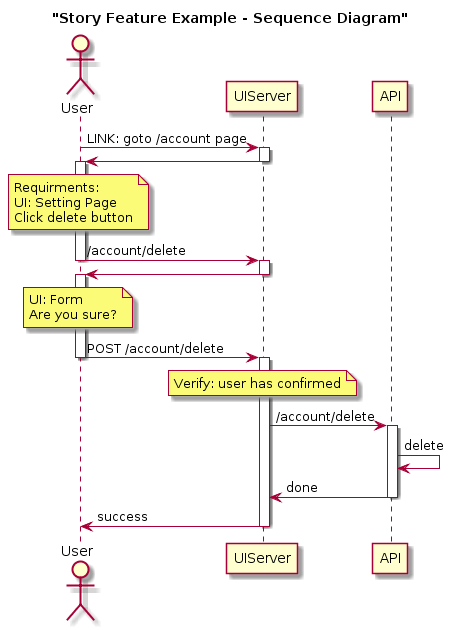 "Story Feature Example - Sequence Diagram"
User
UIServer
API
LINK: goto /account page
Requirments:
UI: Setting Page
Click delete button
/account/delete
UI: Form
Are you sure?
POST /account/delete
Verify: user has confirmed
/account/delete
delete
done
success
User
UIServer
API